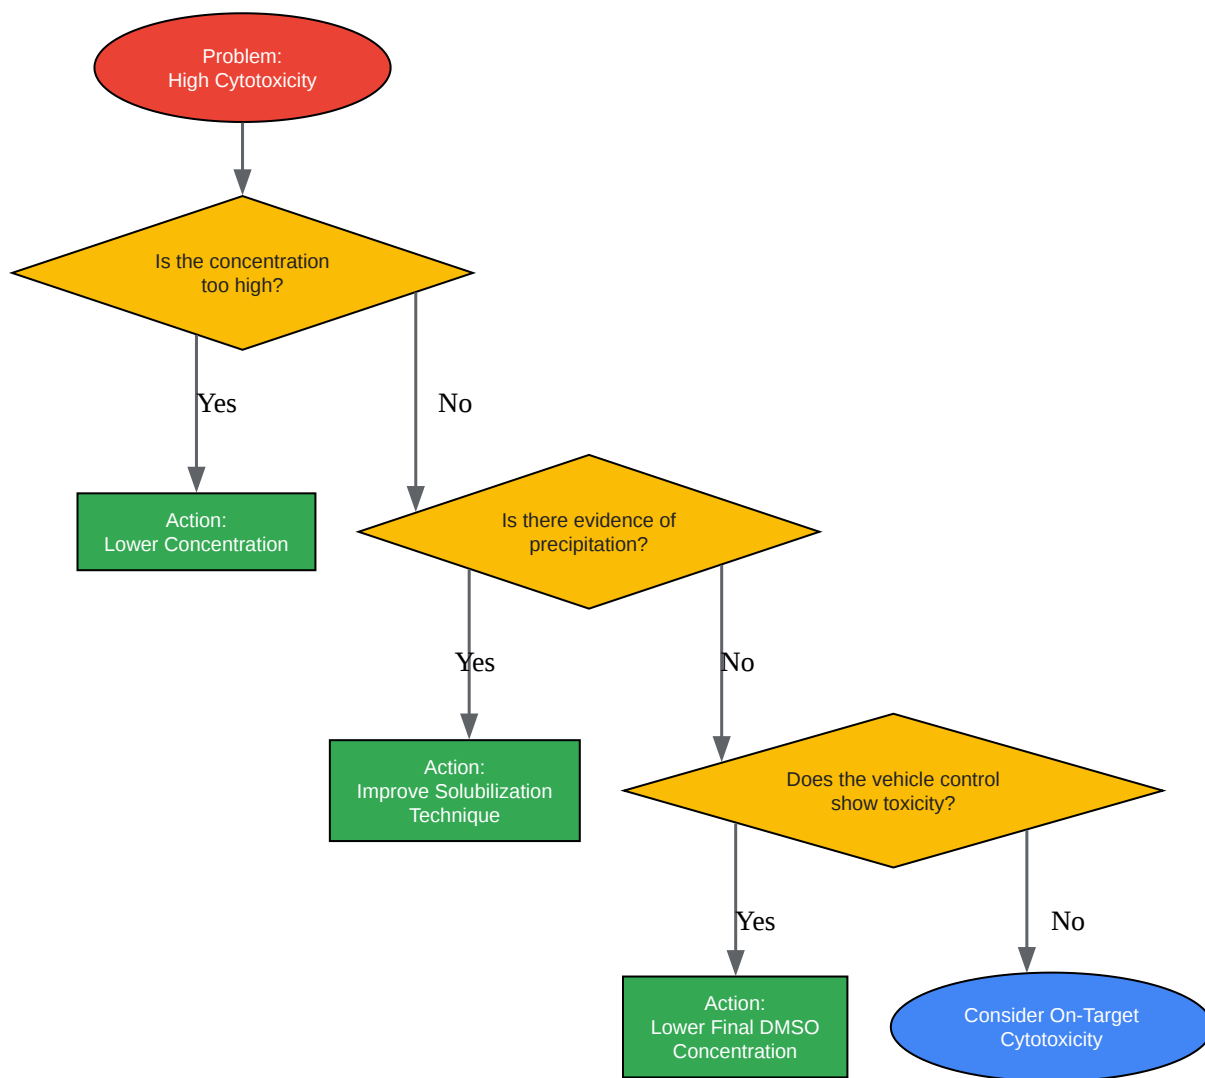 Problem:
High Cytotoxicity
Is the concentration
too high?
Yes
No
Action:
Lower Concentration
Is there evidence of
precipitation?
Yes
No
Action:
Improve Solubilization
Technique
Does the vehicle control
show toxicity?
Yes
No
Action:
Lower Final DMSO
Concentration
Consider On-Target
Cytotoxicity